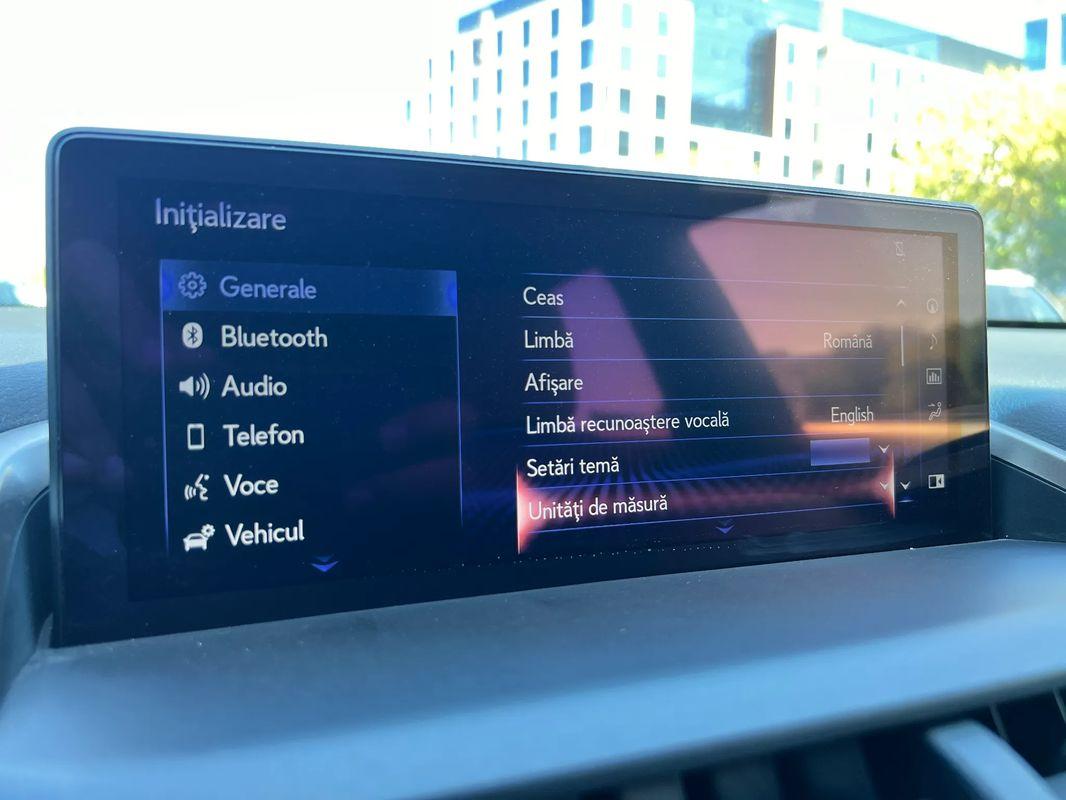 Iniţializare
Generale
Bluetooth
Audio
Telefon
Voce
Vehicul
Ceas
Limbă Română
Afişare
Limbă recunoaştere vocală English
Setări temă
Unităţi de măsură